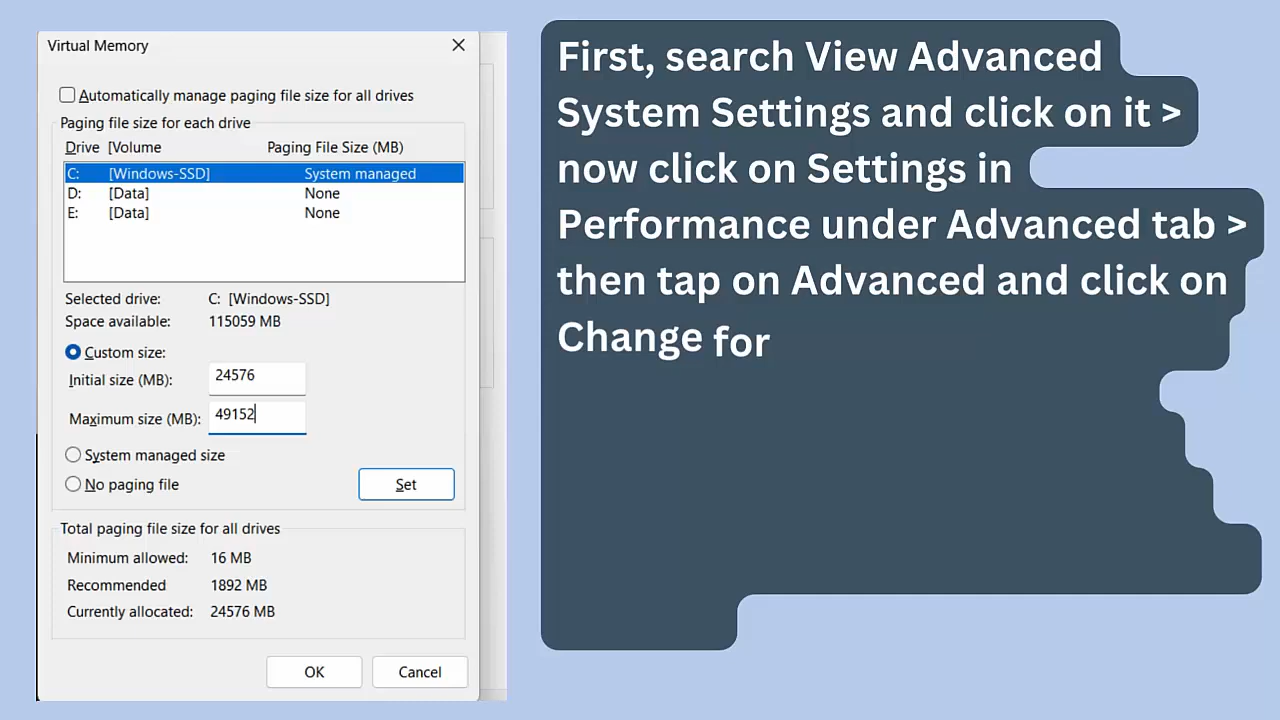 Virtual Memory
Automatically manage paging file size for all drives
Paging file size for each drive
Drive [Volume Paging File Size (MB)
C: [Windows-SSD] System managed
D: [Data] None
E: [Data] None
Selected drive: C: [Windows-SSD]
Space available: 115059 MB
Custom size:
Initial size (MB): 24576
Maximum size (MB): 49152
System managed size
No paging file
Set
Total paging file size for all drives
Minimum allowed: 16 MB
Recommended 1892 MB
Currently allocated: 24576 MB
OK Cancel
First, search View Advanced
System Settings and click on it >
now click on Settings in
Performance under Advanced tab >
then tap on Advanced and click on
Change for